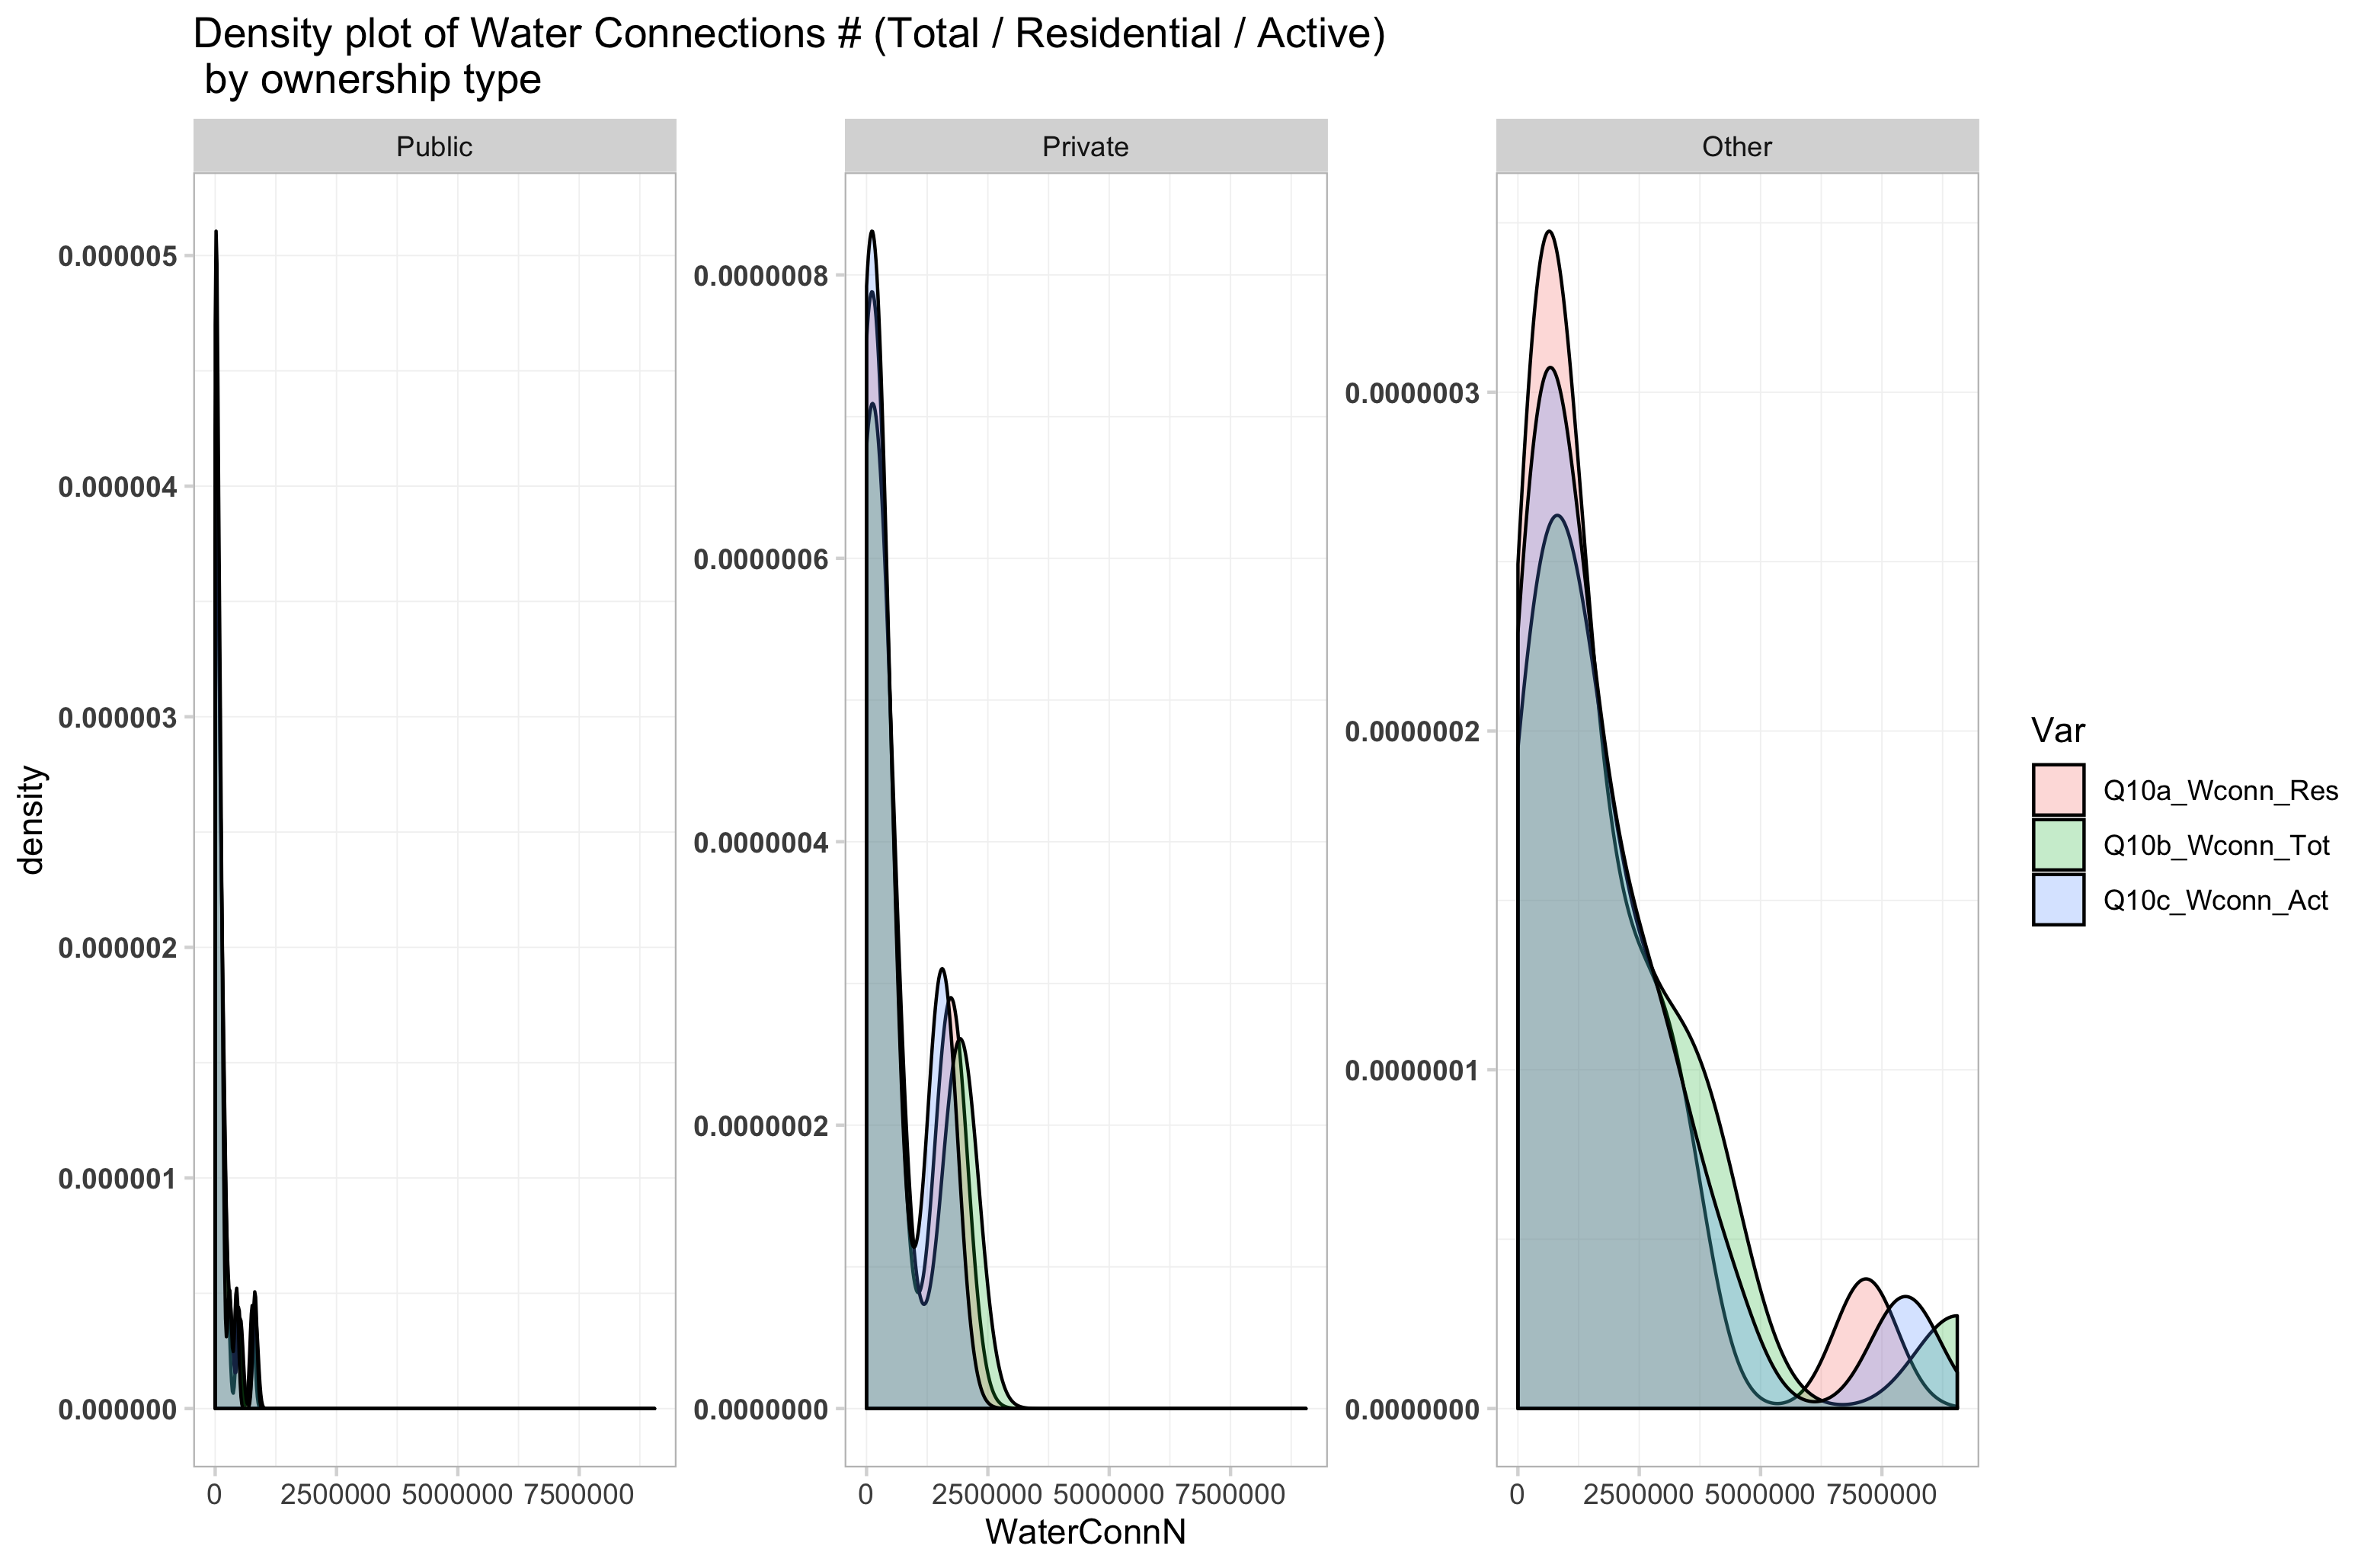 Density plot of Water Connections # (Total / Residential / Active)
by ownership type
Public
Private
Other
density
0.000005
0.000004
0.000003
0.000002
0.000001
0.000000
0.0000008
0.0000006
0.0000004
0.0000002
0.0000000
0.0000003
0.0000002
0.0000001
0.0000000
0 2500000 5000000 7500000
0 2500000 5000000 7500000
0 2500000 5000000 7500000
WaterConnN
Var
Q10a_Wconn_Res
Q10b_Wconn_Tot
Q10c_Wconn_Act